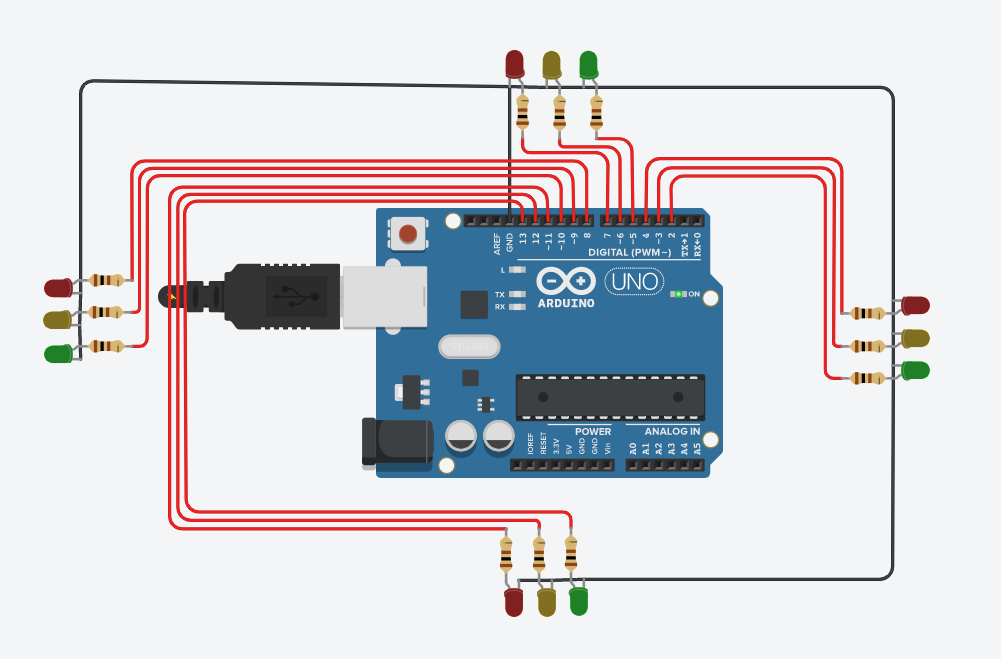 AREF
GND
13
12
~11
~10
~9
8
7
~6
~5
4
~3
2
TX→1
RX←0
DIGITAL (PWM~)
L
TX
RX
ARDUINO
UNO
ON
POWER
ANALOG IN
IOREF
RESET
3.3V
5V
GND
GND
Vin
A0
A1
A2
A3
A4
A5